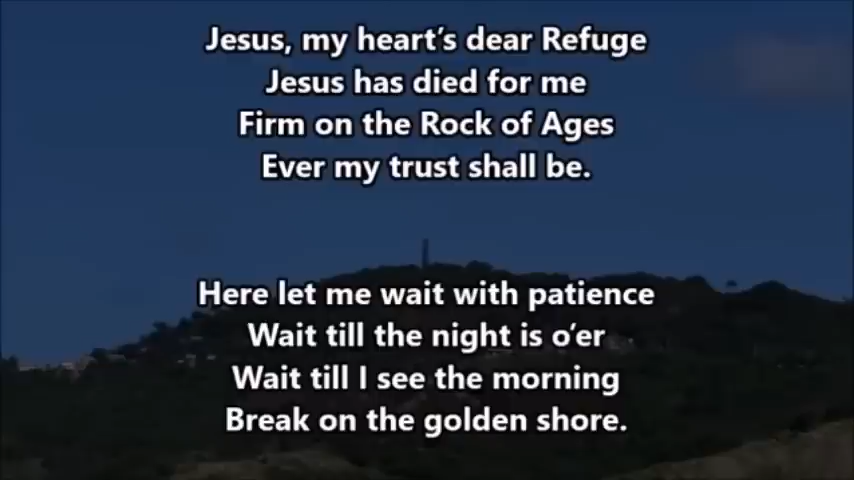 Jesus, my heart’s dear Refuge
Jesus has died for me
Firm on the Rock of Ages
Ever my trust shall be.
Here let me wait with patience
Wait till the night is o’er
Wait till I see the morning
Break on the golden shore.